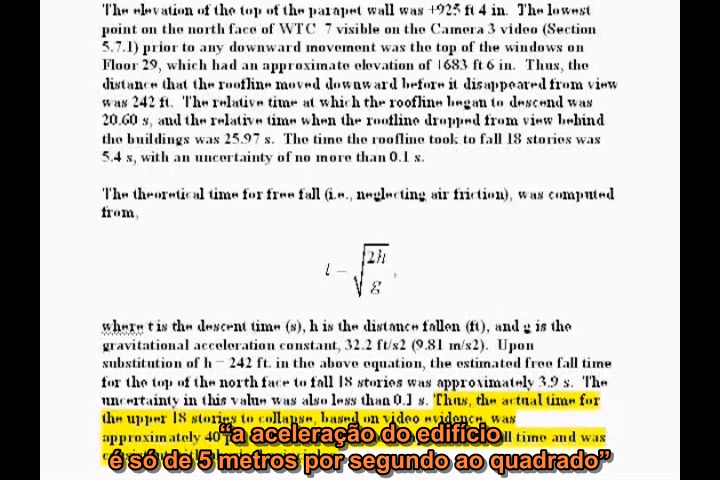 The elevation of the top of the parapet wall was +925 ft 4 in. The lowest
point on the north face of WTC 7 visible on the Camera 3 video (Section
5.7.1) prior to any downward movement was the top of the windows on
Floor 29, which had an approximate elevation of +683 ft 6 in. Thus, the
distance that the roofline moved downward before it disappeared from view
was 242 ft. The relative time at which the roofline began to descend was
20.60 s, and the relative time when the roofline dropped from view behind
the buildings was 25.97 s. The time the roofline took to fall 18 stories was
5.4 s, with an uncertainty of no more than 0.1 s.
The theoretical time for free fall (i.e., neglecting air friction), was computed
from,
t = √2h/g,
where t is the descent time (s), h is the distance fallen (ft), and g is the
gravitational acceleration constant, 32.2 ft/s2 (9.81 m/s2). Upon
substitution of h = 242 ft. in the above equation, the estimated free fall time
for the top of the north face to fall 18 stories was approximately 3.9 s. The
uncertainty in this value was also less than 0.1 s. Thus, the actual time for
the upper 18 stories to collapse, based on video evidence, was
approximately 40 time and was
“a aceleração do edifício
é só de 5 metros por segundo ao quadrado”